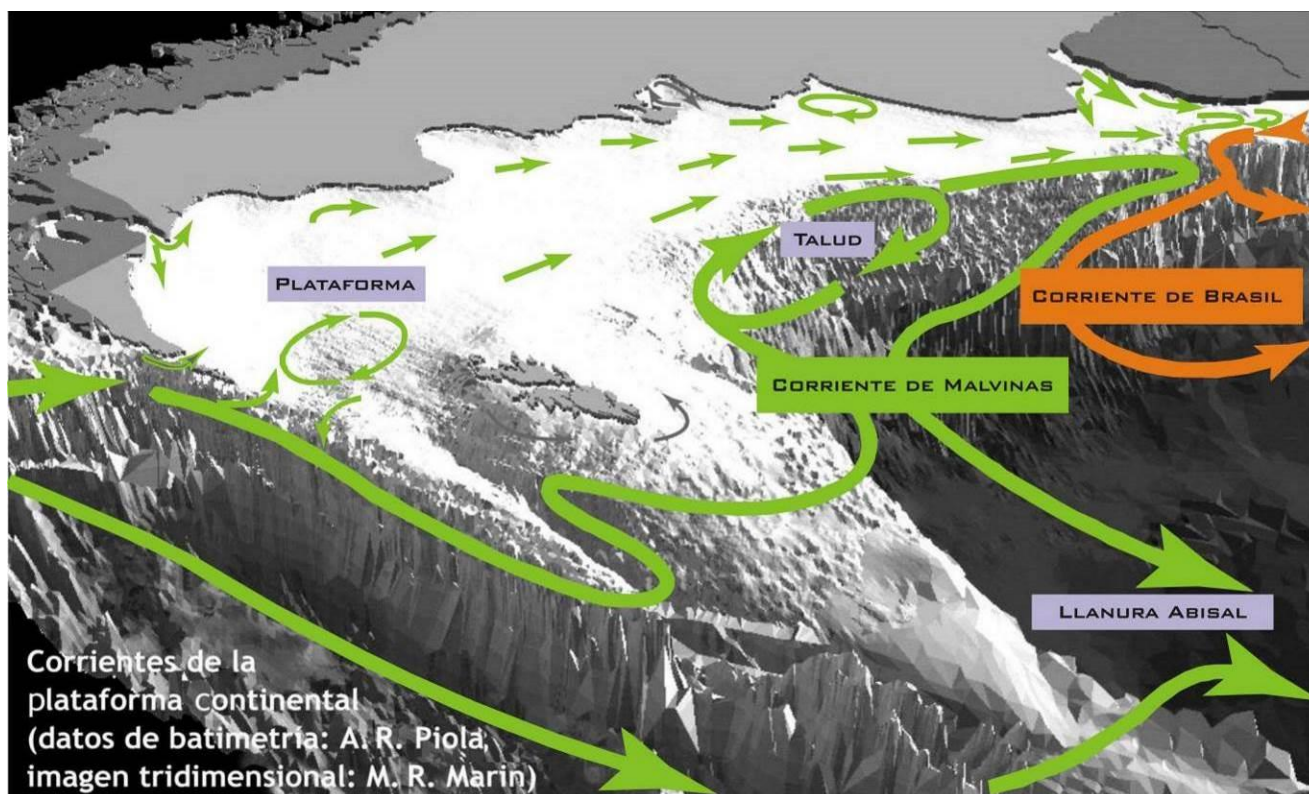 TALUD
PLATAFORMA
CORRIENTE DE BRASIL
CORRIENTE DE MALVINAS
LLANURA ABISAL
Corrientes de la
plataforma continental
(datos de batimetría: A. R. Piola,
imagen tridimensional: M. R. Marin)